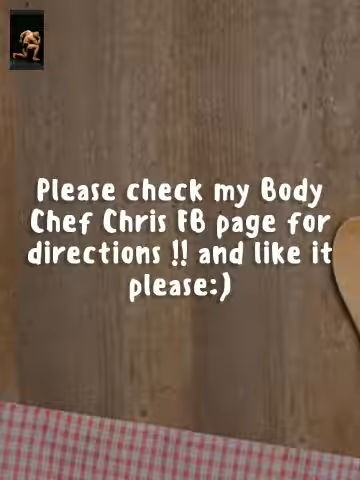 Please check my Body
Chef Chris FB page for
directions !! and like it
please:)